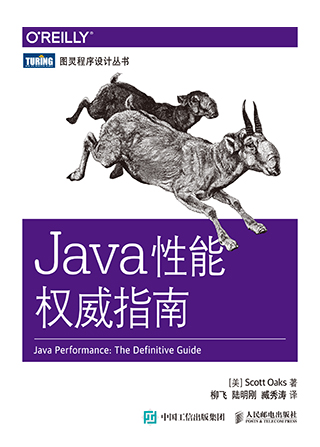 O'REILLY®
TURING 图灵程序设计丛书
Java性能
权威指南
Java Performance: The Definitive Guide
[美] Scott Oaks 著
柳飞 陆明刚 臧秀涛 译
中国工信出版集团 人民邮电出版社
POSTS & TELECOM PRESS